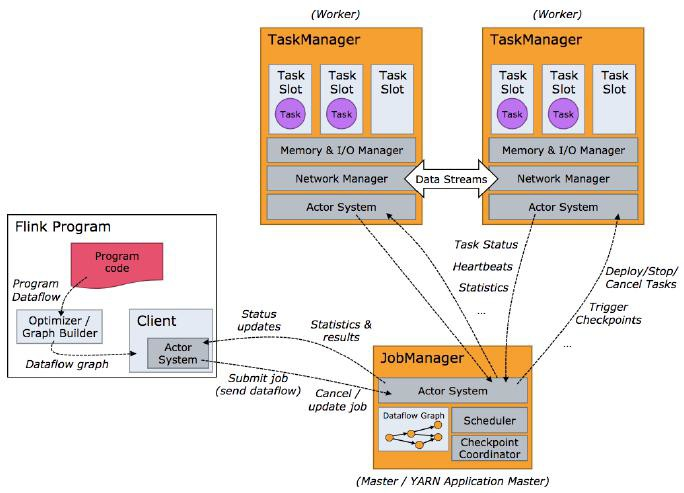 (Worker)
(Worker)
TaskManager
TaskManager
Task
Slot
Task
Slot
Task
Slot
Task
Slot
Task
Slot
Task
Slot
Task
Task
Task
Task
Memory & I/O Manager
Memory & I/O Manager
Network Manager
Data Streams
Network Manager
Actor System
Actor System
Flink Program
Program
code
Program
Dataflow
Optimizer /
Graph Builder
Dataflow graph
Client
Actor
System
Task Status
Heartbeats
Statistics
...
Deploy/Stop/
Cancel Tasks
Trigger
Checkpoints
...
Status
updates
Statistics &
results
Submit job
(send dataflow)
Cancel /
update job
JobManager
Actor System
Dataflow Graph
Scheduler
Checkpoint
Coordinator
(Master / YARN Application Master)